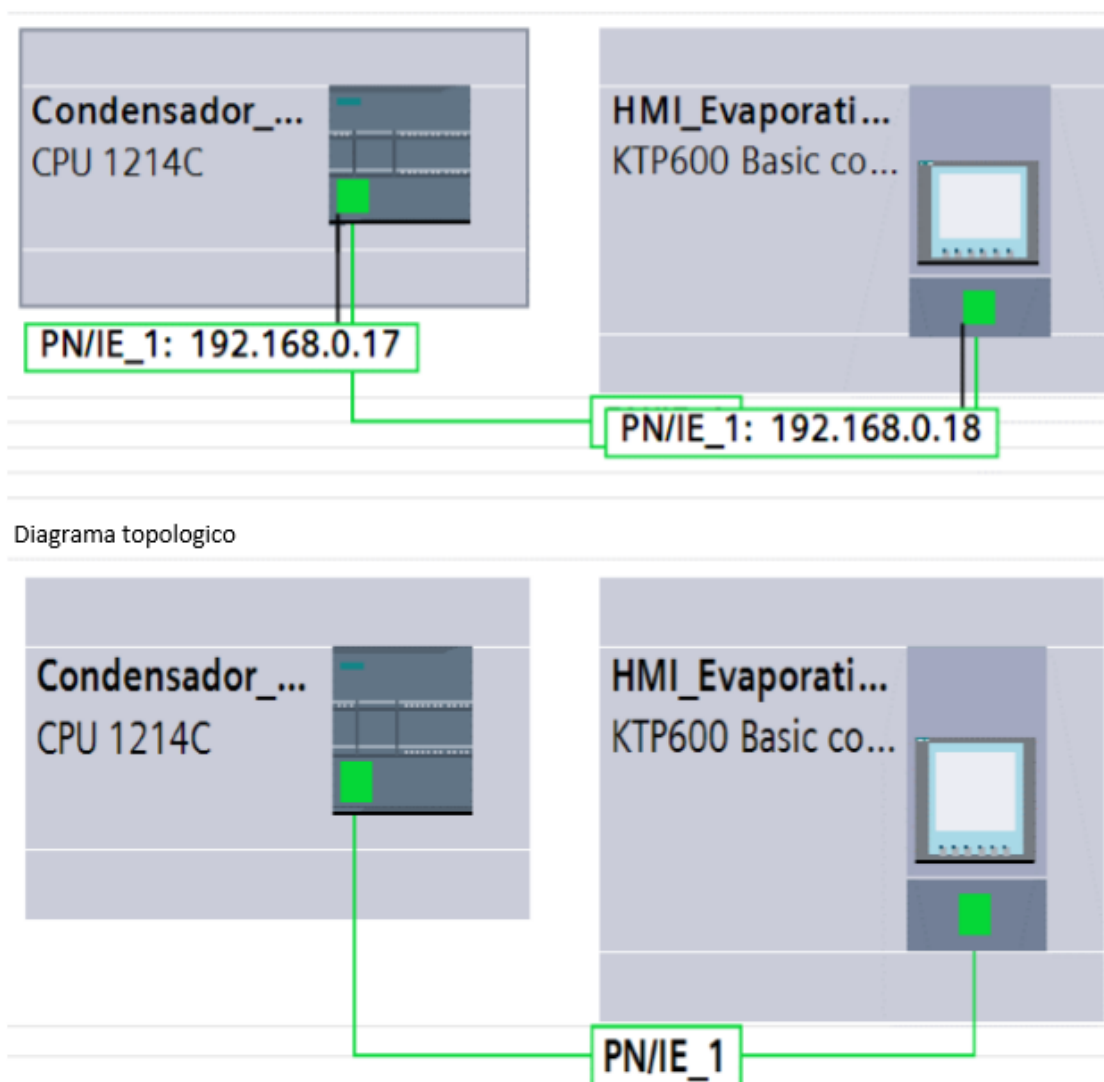 Condensador_...
CPU 1214C
HMI_Evaporati...
KTP600 Basic co...
PN/IE_1: 192.168.0.17
PN/IE_1: 192.168.0.18
Diagrama topologico
Condensador_...
CPU 1214C
HMI_Evaporati...
KTP600 Basic co...
PN/IE_1